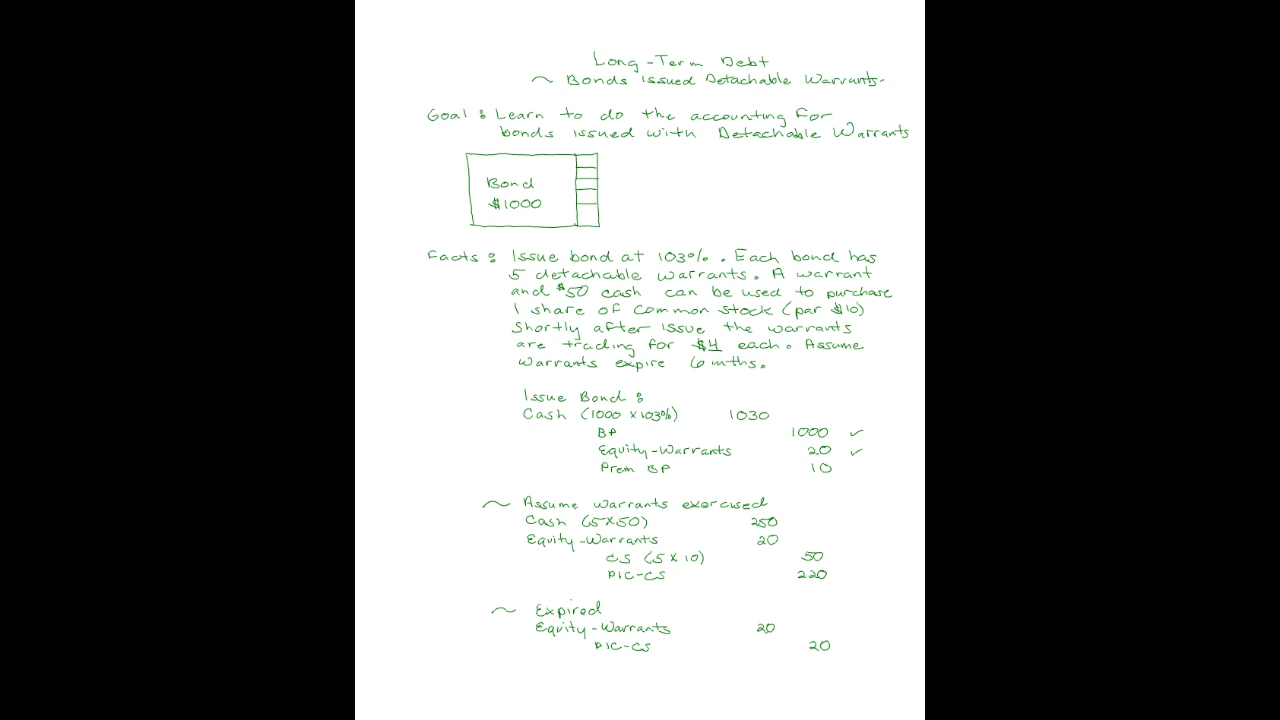 Long-Term Debt
~ Bonds Issued Detachable Warrants-
Goal: Learn to do the accounting for
bonds issued with Detachable Warrants
Bond
$1000
Facts: Issue bond at 103%. Each bond has
5 detachable warrants. A warrant
and $50 cash can be used to purchase
1 share of common stock (par $10)
Shortly after issue the warrants
are trading for $4 each. Assume
warrants expire 6 mths.
Issue Bond:
Cash (1000 x 103%) 1030
BP 1000 ✓
Equity-Warrants 20 ✓
Prem BP 10
~ Assume warrants exercused
Cash (5x50) 250
Equity-Warrants 20
CS (5 x 10) 50
PIC-CS 220
~ Expired
Equity-Warrants 20
PIC-CS 20